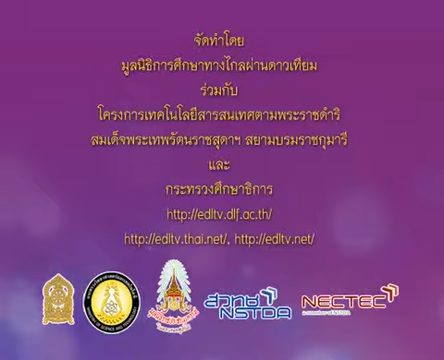 จัดทำโดย
มูลนิธิการศึกษาทางไกลผ่านดาวเทียม
ร่วมกับ
โครงการเทคโนโลยีสารสนเทศตามพระราชดำริ
สมเด็จพระเทพรัตนราชสุดาฯ สยามบรมราชกุมารี
และ
กระทรวงศึกษาธิการ
http://edltv.dlf.ac.th/
http://edltv.thai.net/, http://edltv.net/
สวทช NECTEC
NSTDA